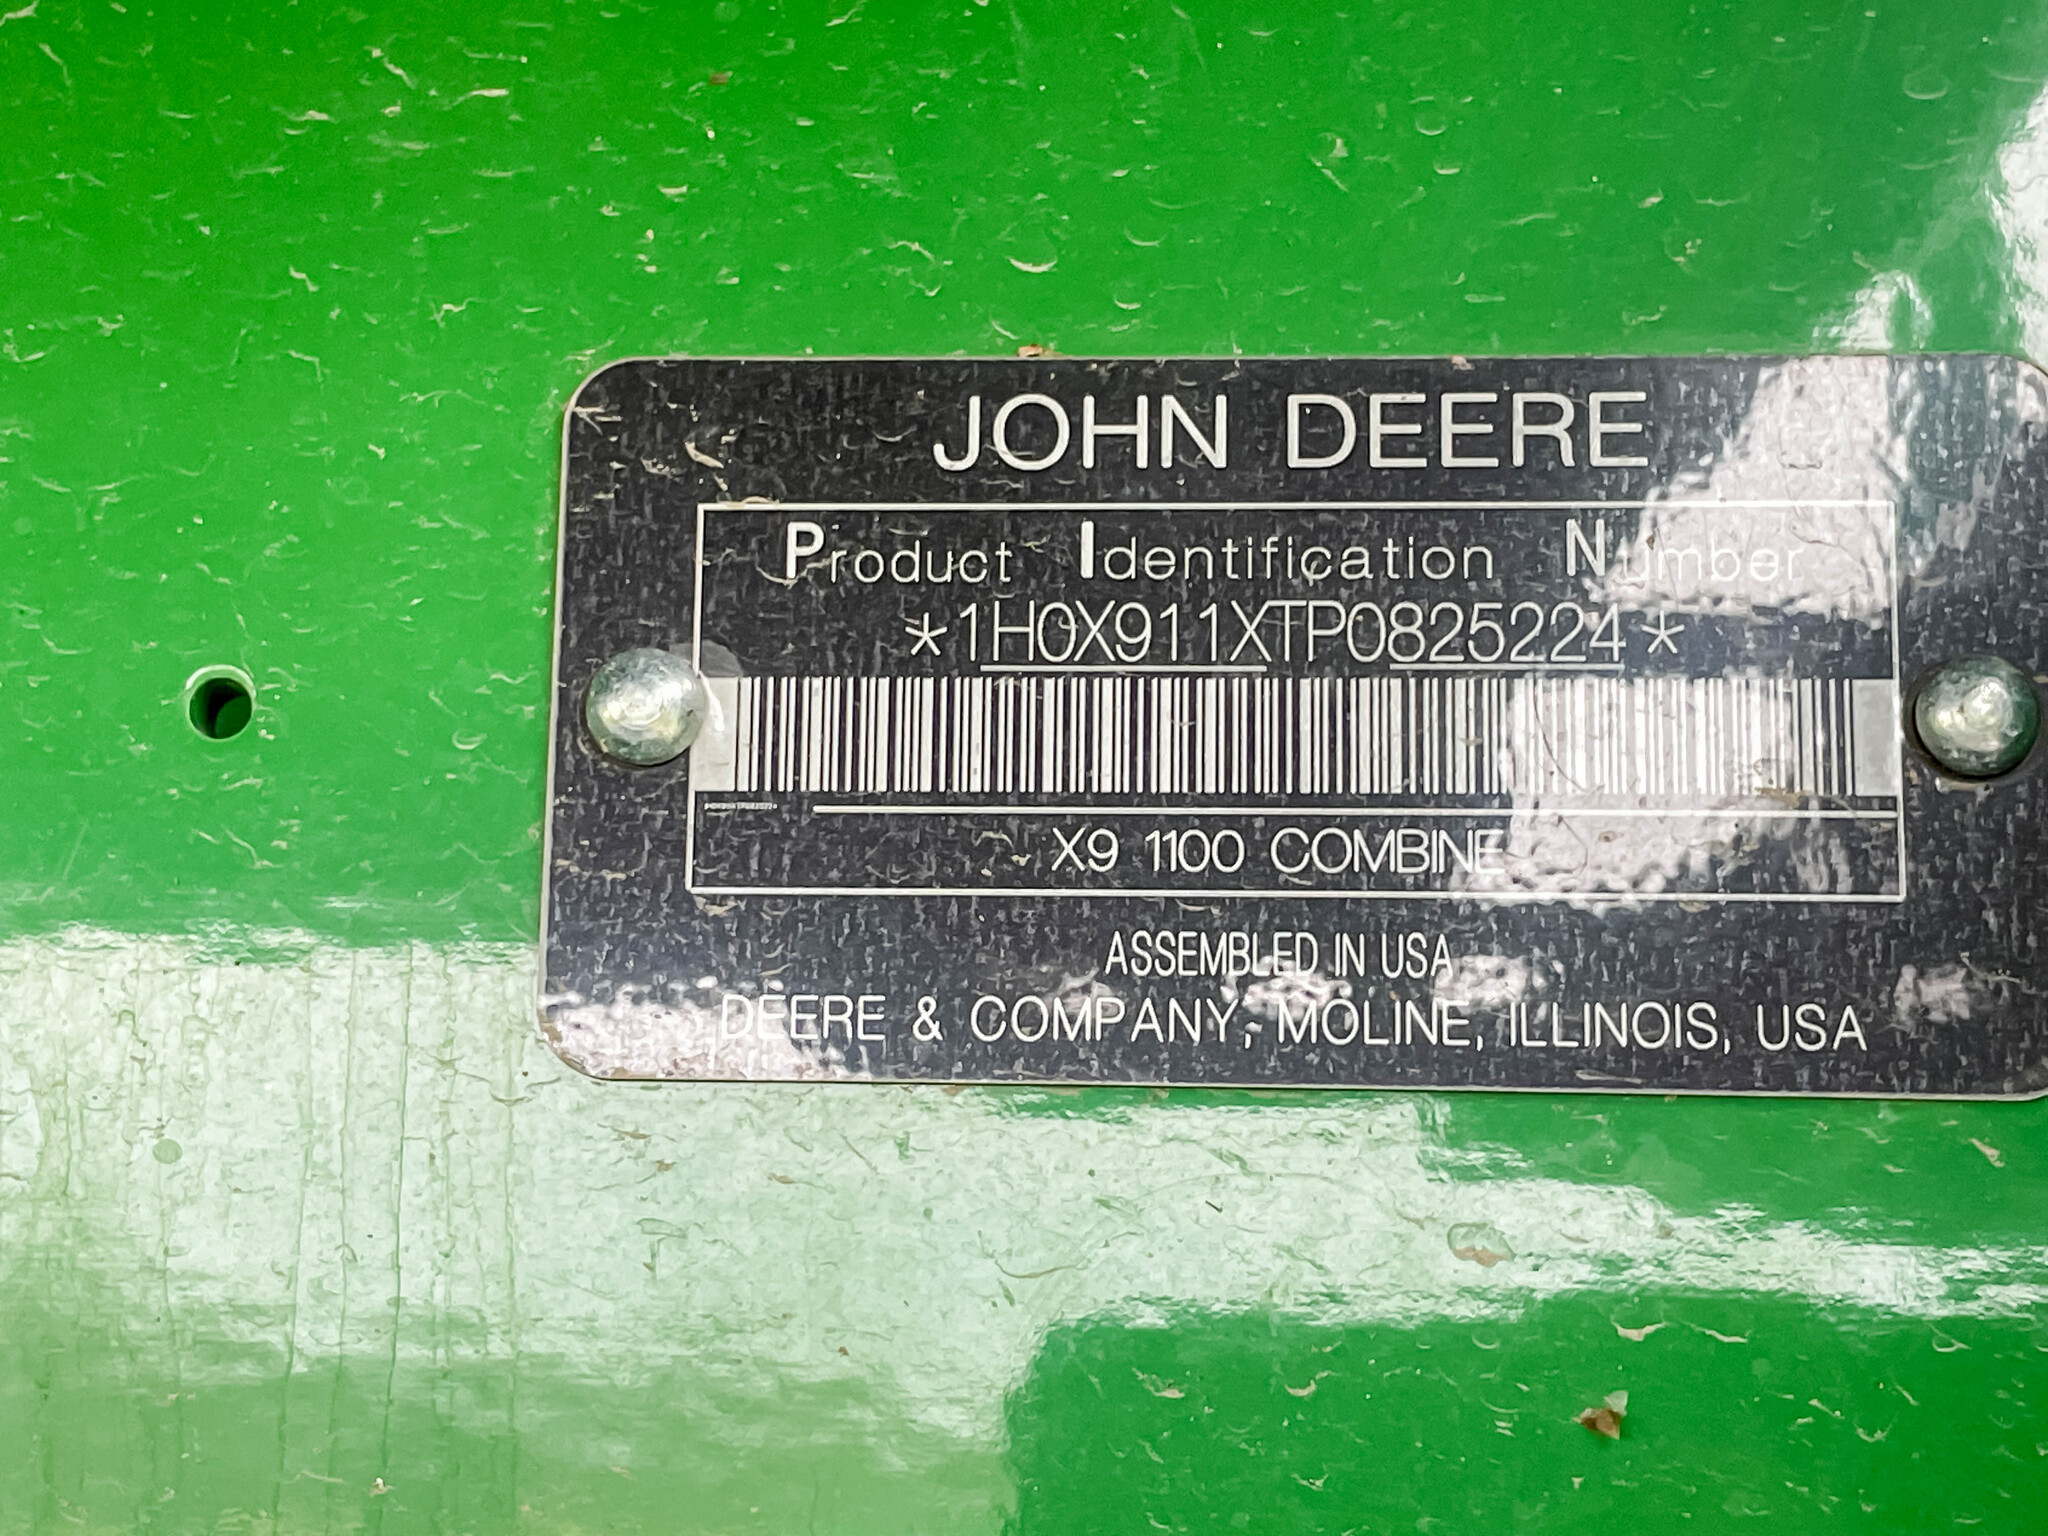 JOHN DEERE
Product Identification Number
*1H0X911XTP0825224*
X9 1100 COMBINE
ASSEMBLED IN USA
DEERE & COMPANY, MOLINE, ILLINOIS, USA